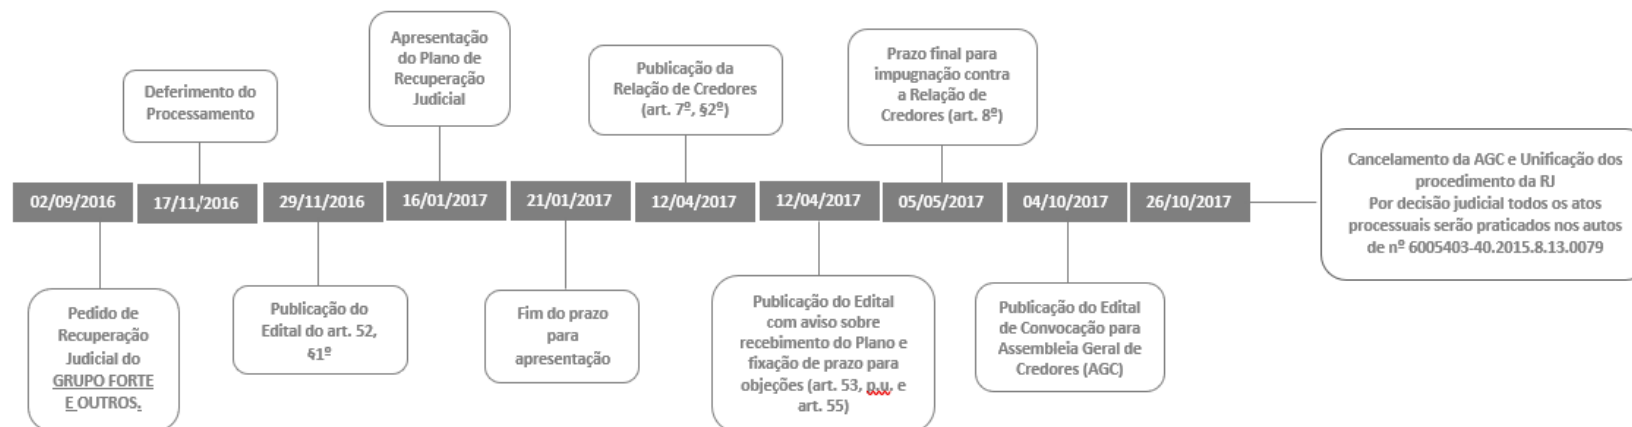 Apresentação
do Plano de
Recuperação
Judicial
Prazo final para
impugnação contra
a Relação de
Credores (art. 8º)
Publicação da
Relação de Credores
(art. 7º, §2º)
Deferimento do
Processamento
Cancelamento da AGC e Unificação dos
procedimento da RJ
Por decisão judicial todos os atos
processuais serão praticados nos autos
de nº 6005403-40.2015.8.13.0079
02/09/2016 17/11/2016 29/11/2016 16/01/2017 21/01/2017 12/04/2017 12/04/2017 05/05/2017 04/10/2017 26/10/2017
Pedido de
Recuperação
Judicial do
GRUPO FORTE
E OUTROS.
Publicação do
Edital do art. 52,
§1º
Fim do prazo
para
apresentação
Publicação do Edital
com aviso sobre
recebimento do Plano e
fixação de prazo para
objeções (art. 53, p.u. e
art. 55)
Publicação do Edital
de Convocação para
Assembleia Geral de
Credores (AGC)